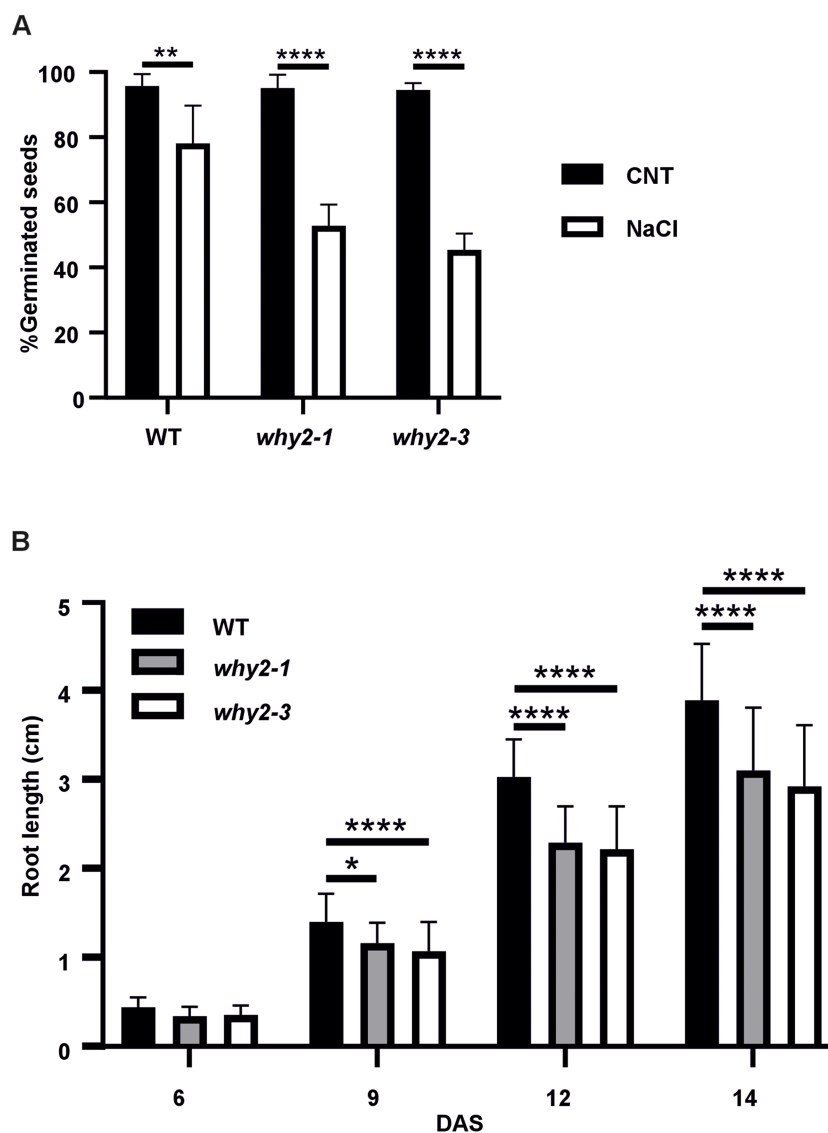 A
** **** ****
100
80
60
40
20
0
%Germinated seeds
WT why2-1 why2-3
CNT
NaCl
B
5
4
3
2
1
0
Root length (cm)
WT
why2-1
why2-3
****
*
****
****
****
****
6 9 12 14
DAS